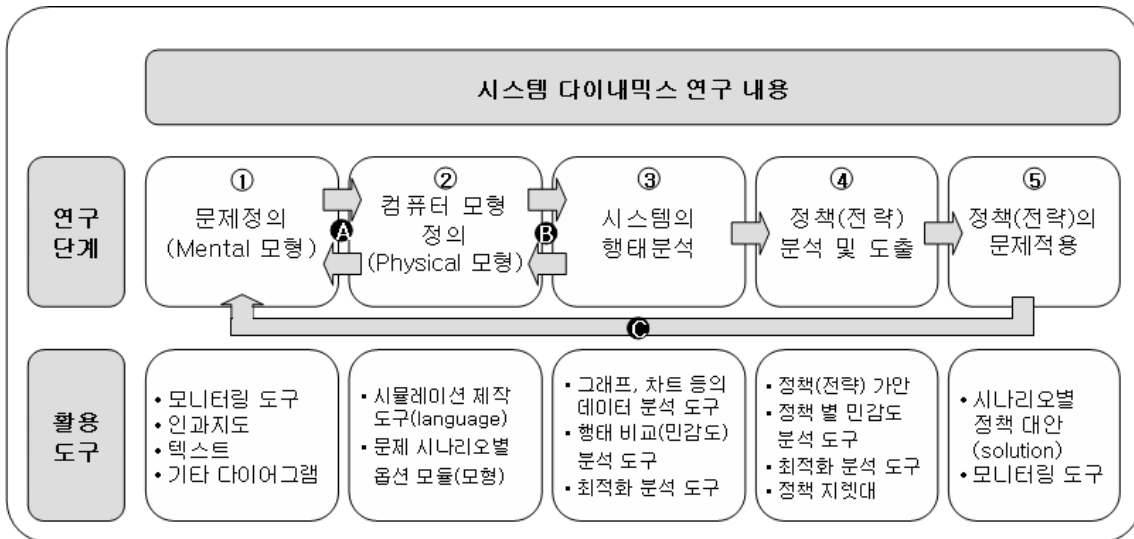 시스템 다이내믹스 연구 내용
연구
단계
①
문제정의
(Mental 모형)
A
②
컴퓨터 모형
정의
(Physical 모형)
B
③
시스템의
행태분석
④
정책(전략)
분석 및 도출
⑤
정책(전략)의
문제적용
C
활용
도구
• 모니터링 도구
• 인과지도
• 텍스트
• 기타 다이어그램
• 시뮬레이션 제작
도구(language)
• 문제 시나리오별
옵션 모듈(모형)
• 그래프, 차트 등의
데이터 분석 도구
• 행태 비교(민감도)
분석 도구
• 최적화 분석 도구
• 정책(전략) 가안
• 정책 별 민감도
분석 도구
• 최적화 분석 도구
• 정책 지렛대
• 시나리오별
정책 대안
(solution)
• 모니터링 도구